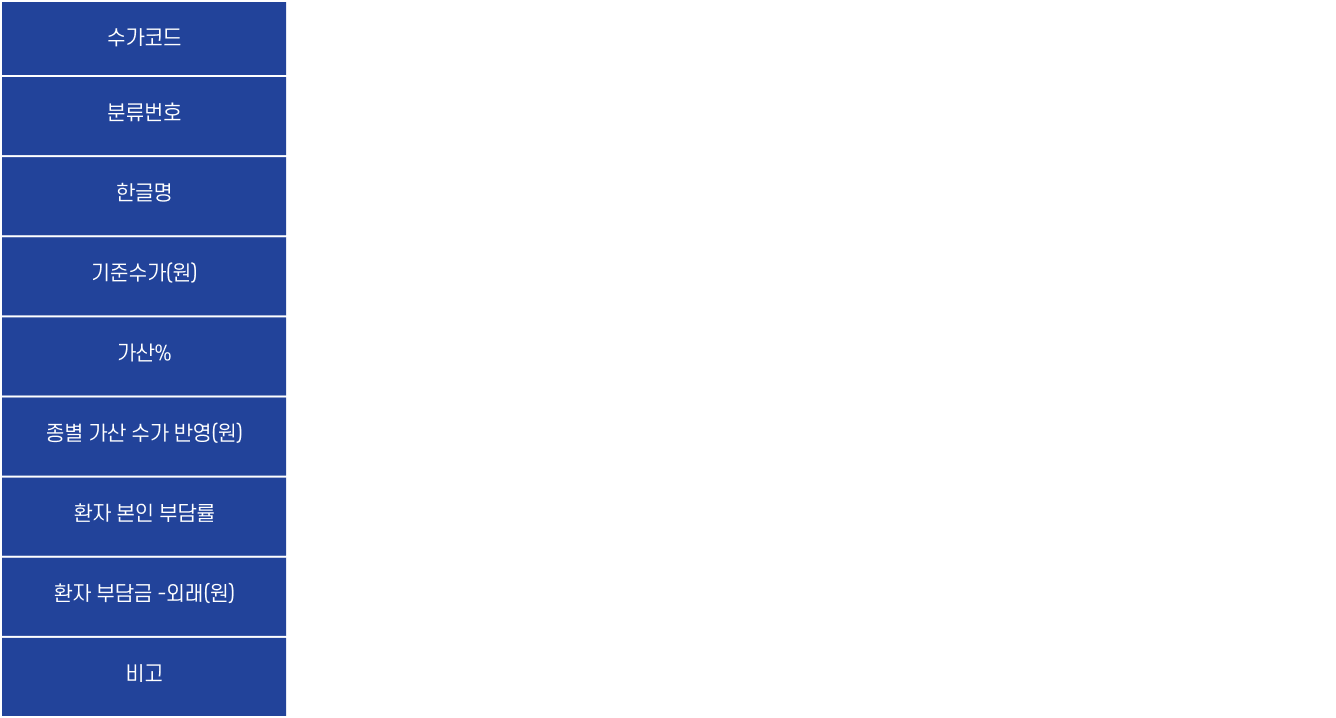 수가코드
분류번호
한글명
기준수가(원)
가산%
종별 가산 수가 반영(원)
환자 본인 부담률
환자 부담금 -외래(원)
비고